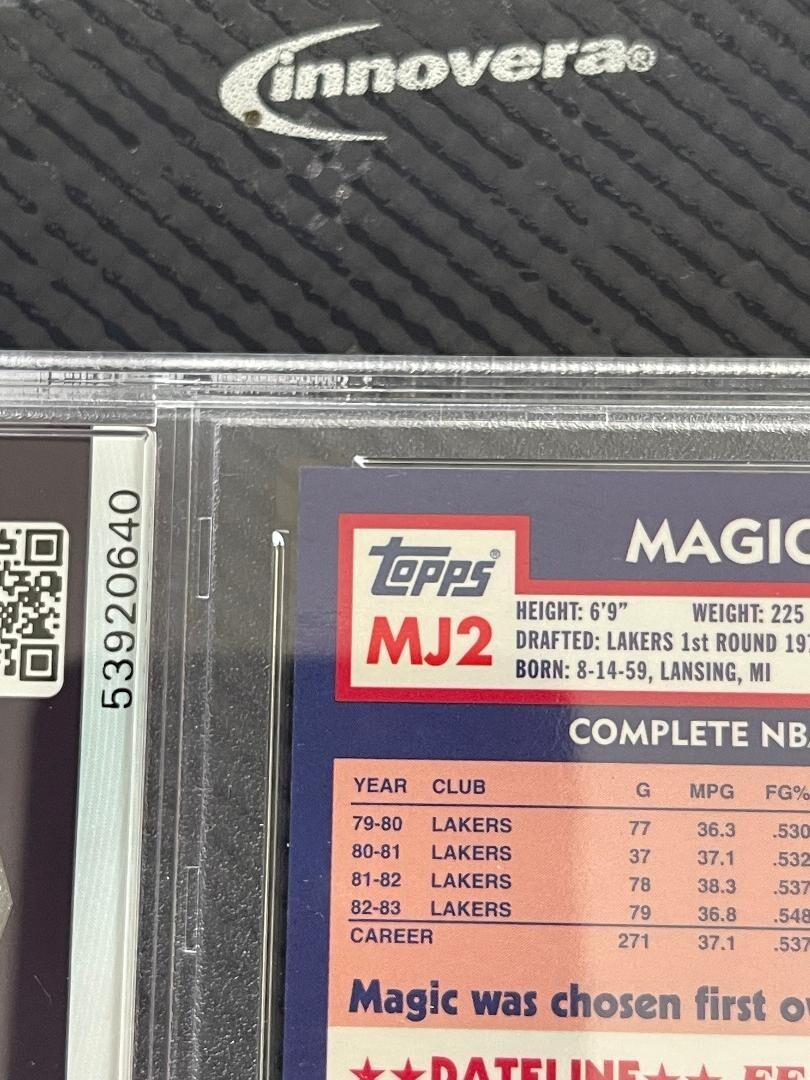 innovera®
53920640
topps®
MJ2
MAGIC
HEIGHT: 6'9" WEIGHT: 225
DRAFTED: LAKERS 1st ROUND
BORN: 8-14-59, LANSING, MI
COMPLETE NBA
YEAR CLUB G MPG FG%
79-80 LAKERS 77 36.3 .530
80-81 LAKERS 37 37.1 .532
81-82 LAKERS 78 38.3 .537
82-83 LAKERS 79 36.8 .548
CAREER 271 37.1 .537
Magic was chosen first
★★DATELINE★★